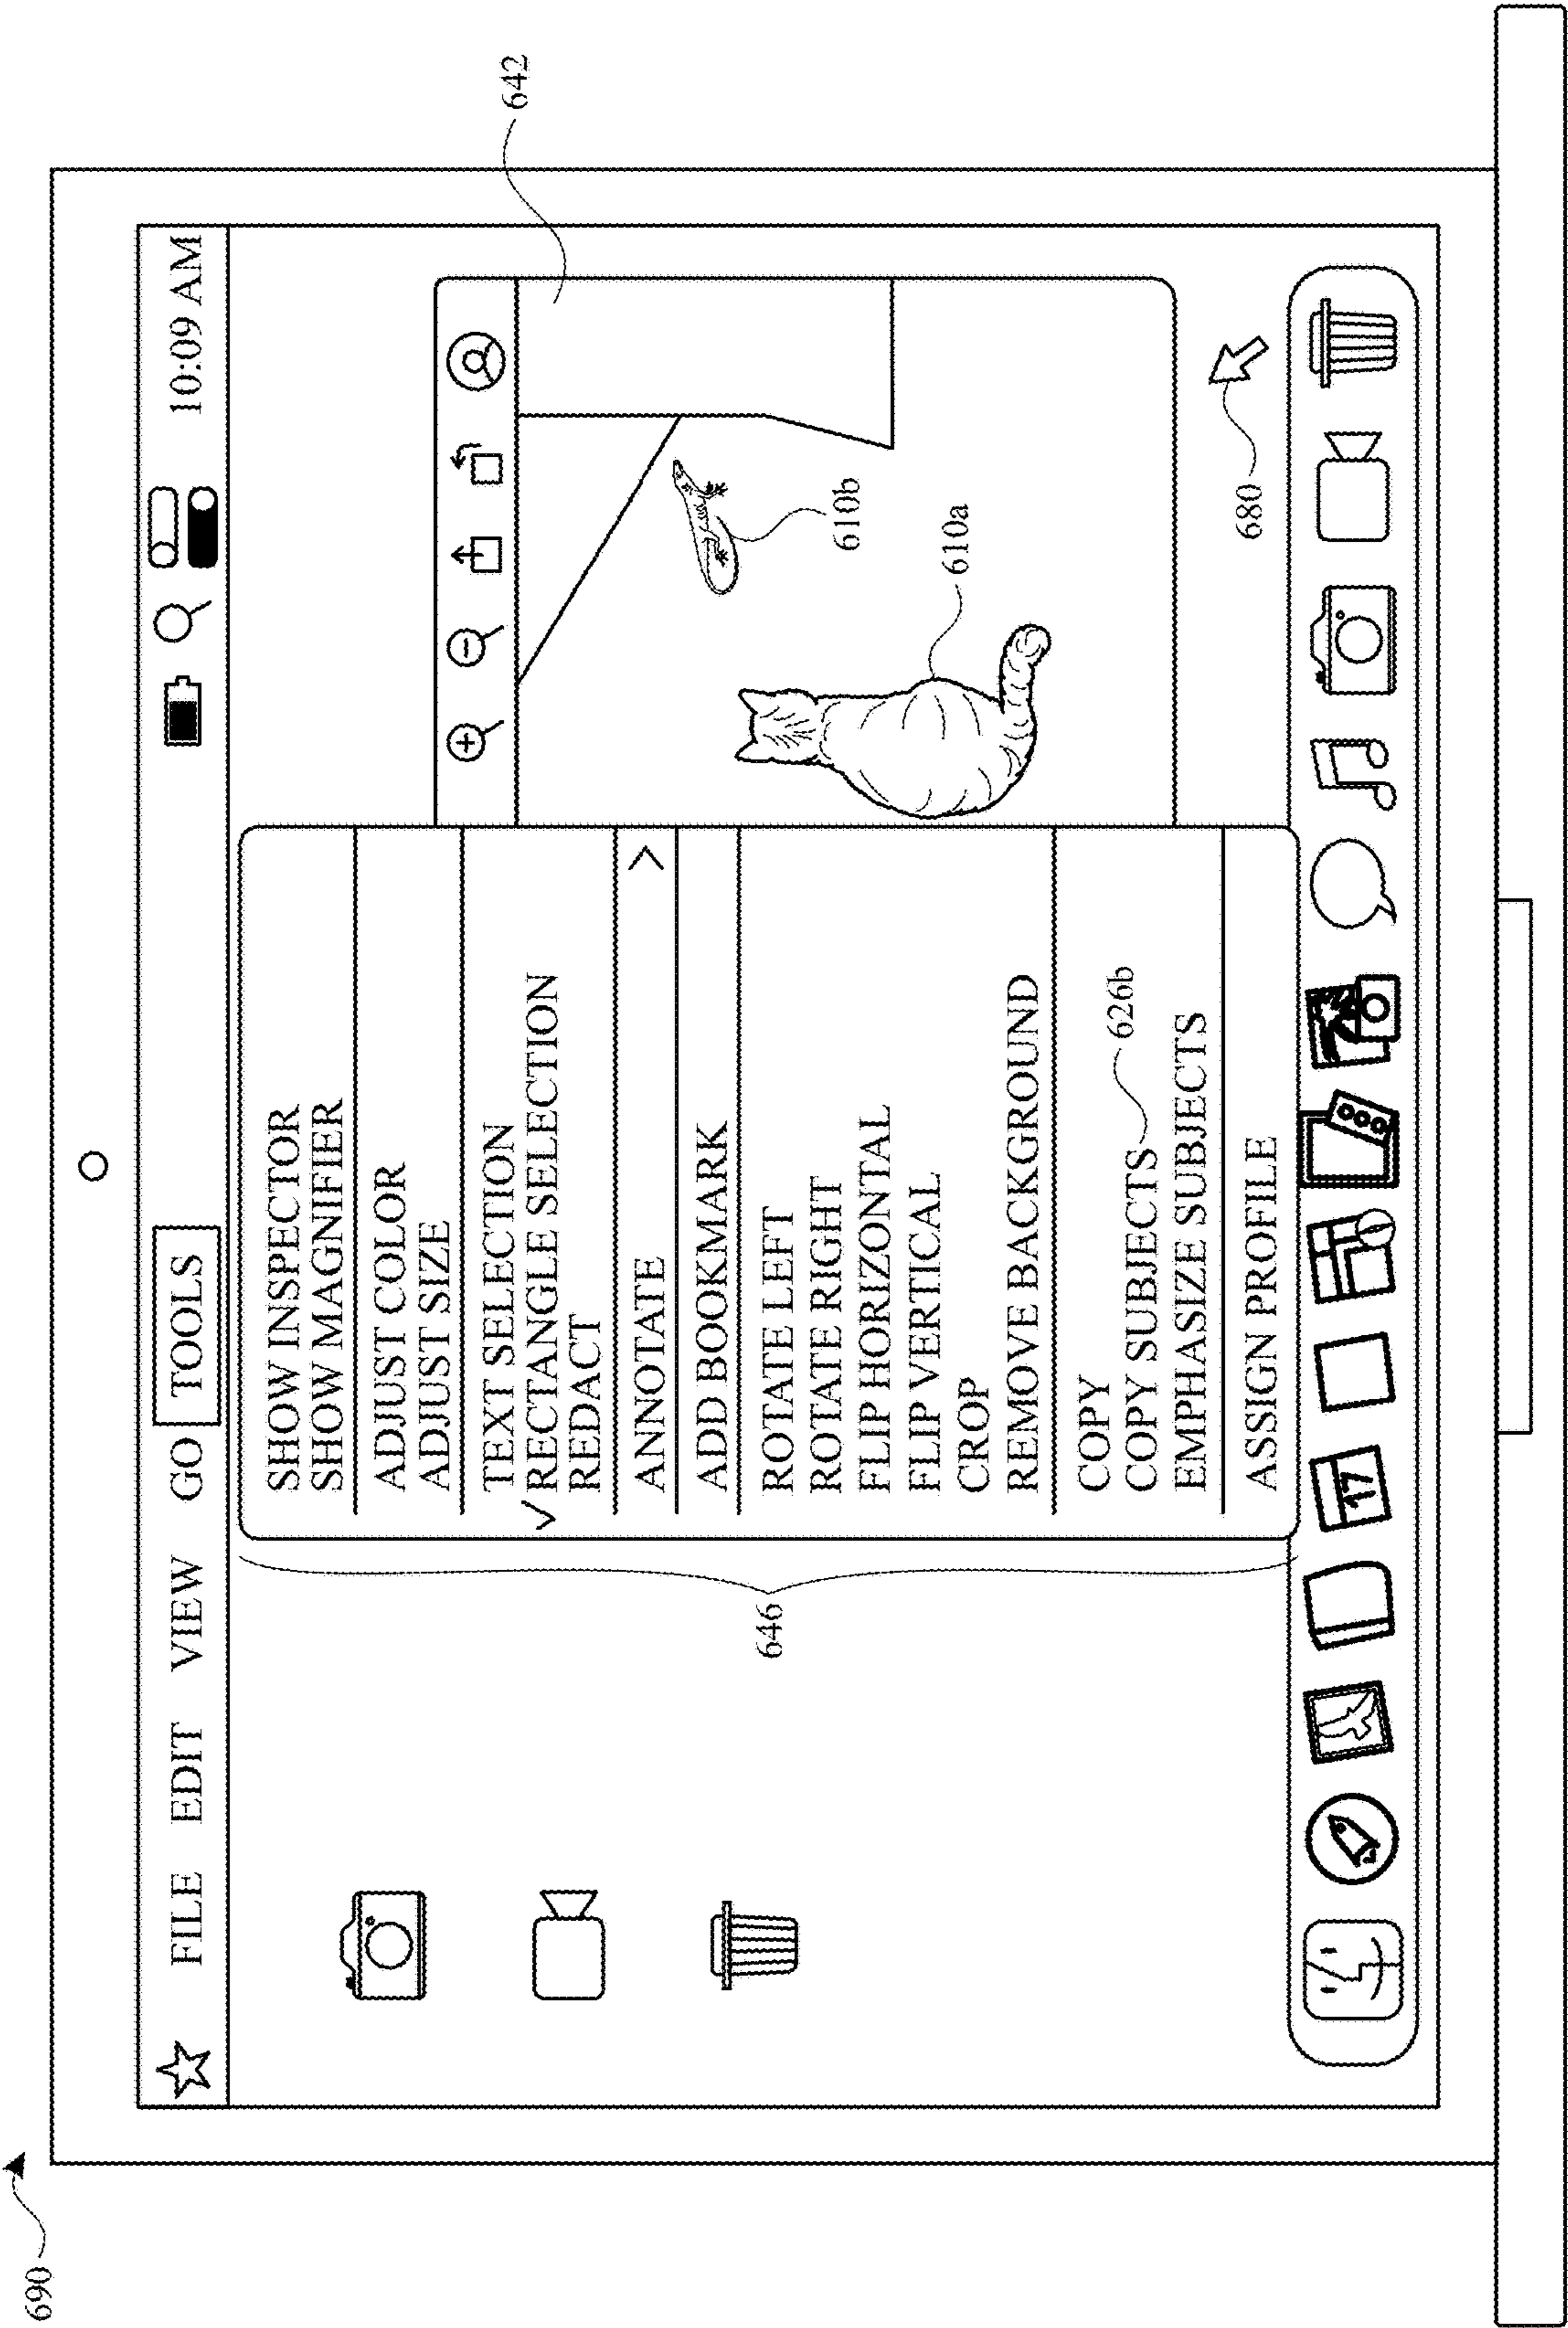 690
FILE EDIT VIEW GO TOOLS 10:09 AM
642
SHOW INSPECTOR
SHOW MAGNIFIER
ADJUST COLOR
ADJUST SIZE
TEXT SELECTION
✓RECTANGLE SELECTION
REDACT
ANNOTATE >
ADD BOOKMARK
ROTATE LEFT
ROTATE RIGHT
FLIP HORIZONTAL
FLIP VERTICAL
CROP
REMOVE BACKGROUND
COPY
COPY SUBJECTS 626b
EMPHASIZE SUBJECTS
ASSIGN PROFILE
646
610b
610a
680
17